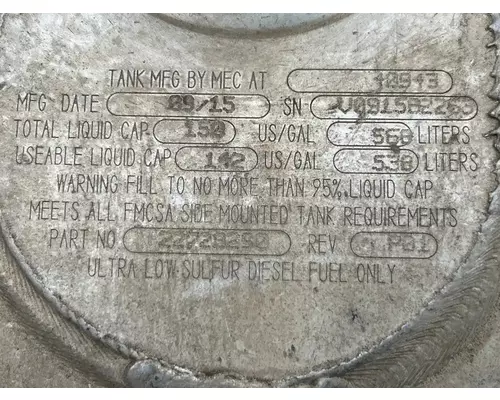 TANK MFG BY MEC AT 40943
MFG DATE 09/15 SN
TOTAL LIQUID CAP 150 US/GAL 568 LITERS
USEABLE LIQUID CAP 142 US/GAL 538 LITERS
WARNING FILL TO NO MORE THAN 95% LIQUID CAP
MEETS ALL FMCSA SIDE MOUNTED TANK REQUIREMENTS
PART NO REV P01
ULTRA LOW SULFUR DIESEL FUEL ONLY